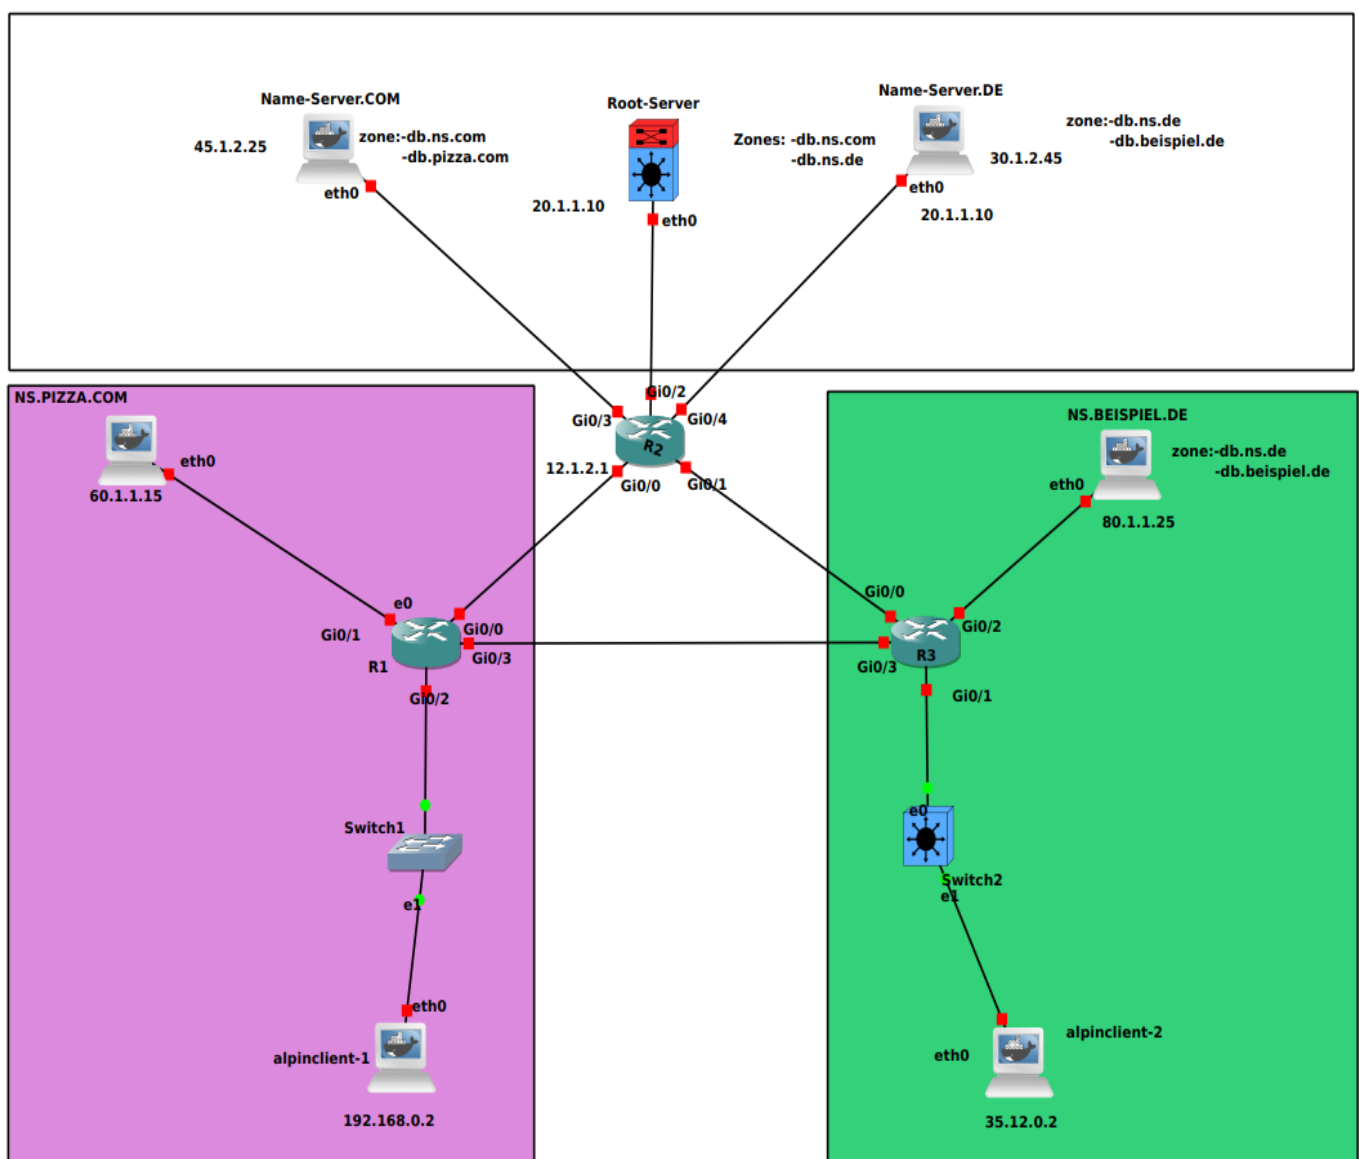 Name-Server.COM
45.1.2.25
zone:-db.ns.com
-db.pizza.com
eth0
Root-Server
20.1.1.10
eth0
Name-Server.DE
Zones: -db.ns.com
-db.ns.de
zone:-db.ns.de
-db.beispiel.de
30.1.2.45
eth0
20.1.1.10
Gi0/2
Gi0/3
Gi0/4
R2
12.1.2.1
Gi0/0
Gi0/1
NS.PIZZA.COM
eth0
60.1.1.15
e0
Gi0/1
Gi0/0
Gi0/3
R1
Gi0/2
Switch1
e1
eth0
alpinclient-1
192.168.0.2
NS.BEISPIEL.DE
zone:-db.ns.de
-db.beispiel.de
eth0
80.1.1.25
Gi0/0
Gi0/2
R3
Gi0/3
Gi0/1
e0
Switch2
e1
alpinclient-2
eth0
35.12.0.2